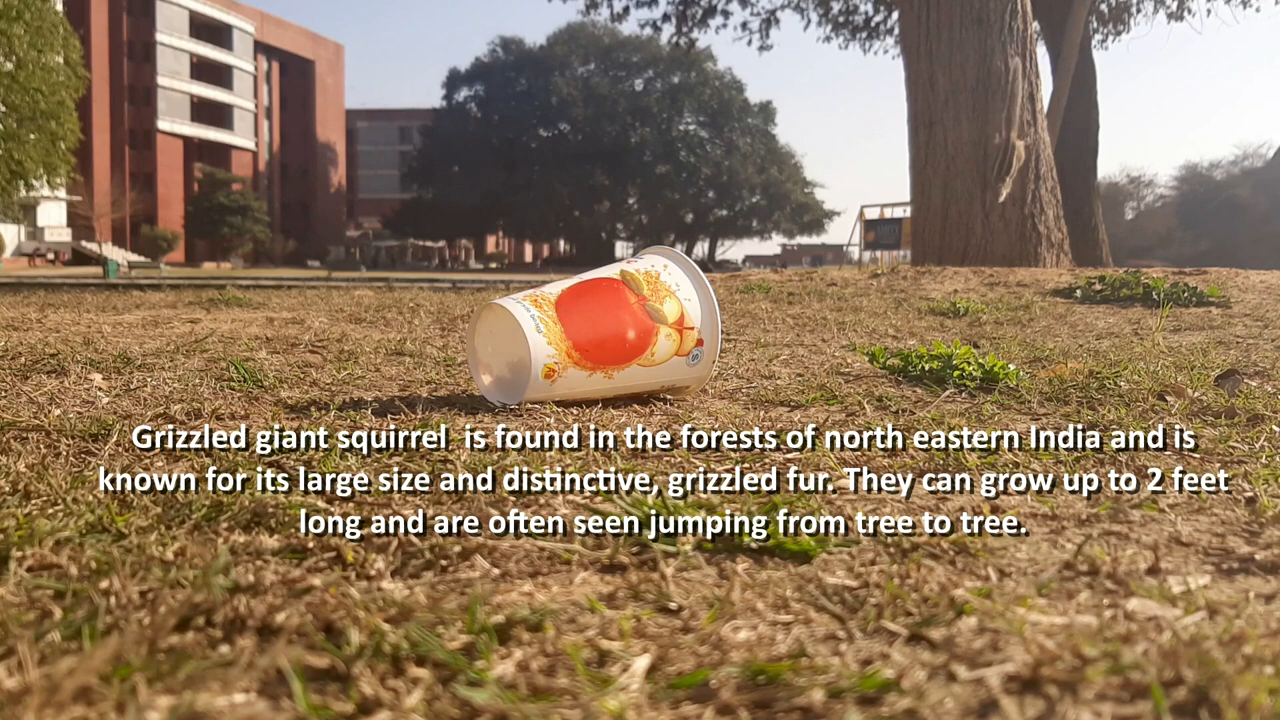 Grizzled giant squirrel  is found in the forests of north eastern India and is
known for its large size and distinctive, grizzled fur. They can grow up to 2 feet
long and are often seen jumping from tree to tree.